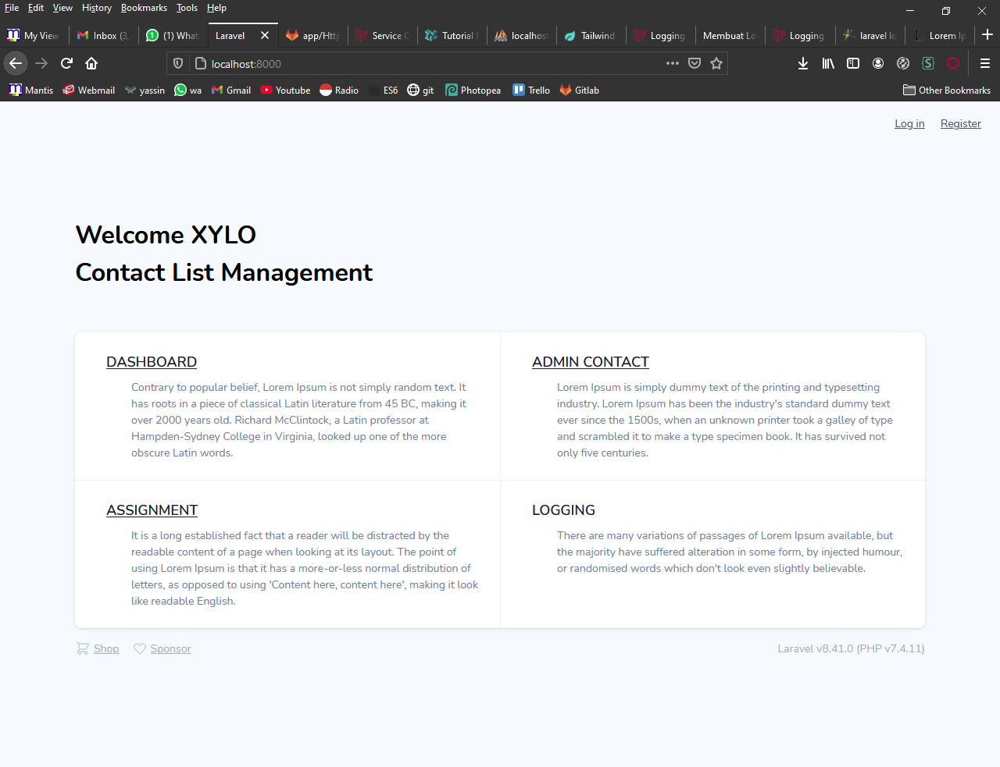 File Edit View History Bookmarks Tools Help
My View Inbox (3, (1) What Laravel app/Http Service C Tutorial localhost Tailwind Logging Membuat Lo Logging laravel lo Lorem Ip
localhost:8000
Mantis Webmail yassin wa Gmail Youtube Radio ES6 git Photopea Trello Gitlab Other Bookmarks
Log in Register
Welcome XYLO
Contact List Management
DASHBOARD
Contrary to popular belief, Lorem Ipsum is not simply random text. It
has roots in a piece of classical Latin literature from 45 BC, making it
over 2000 years old. Richard McClintock, a Latin professor at
Hampden-Sydney College in Virginia, looked up one of the more
obscure Latin words.
ADMIN CONTACT
Lorem Ipsum is simply dummy text of the printing and typesetting
industry. Lorem Ipsum has been the industry's standard dummy text
ever since the 1500s, when an unknown printer took a galley of type
and scrambled it to make a type specimen book. It has survived not
only five centuries.
ASSIGNMENT
It is a long established fact that a reader will be distracted by the
readable content of a page when looking at its layout. The point of
using Lorem Ipsum is that it has a more-or-less normal distribution of
letters, as opposed to using 'Content here, content here', making it look
like readable English.
LOGGING
There are many variations of passages of Lorem Ipsum available, but
the majority have suffered alteration in some form, by injected humour,
or randomised words which don't look even slightly believable.
Shop Sponsor Laravel v8.41.0 (PHP v7.4.11)